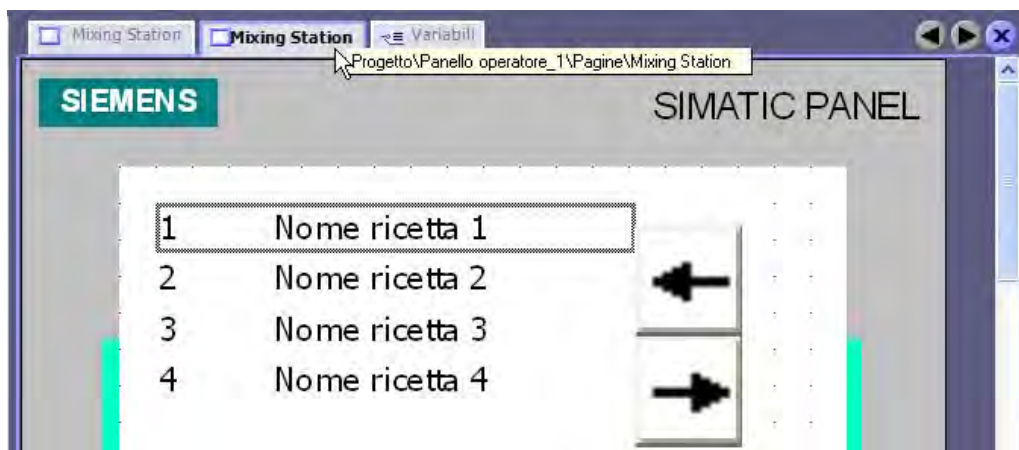 Mixing Station Mixing Station Variabili
Progetto\Panello operatore_1\Pagine\Mixing Station
SIEMENS SIMATIC PANEL
1 Nome ricetta 1
2 Nome ricetta 2
3 Nome ricetta 3
4 Nome ricetta 4